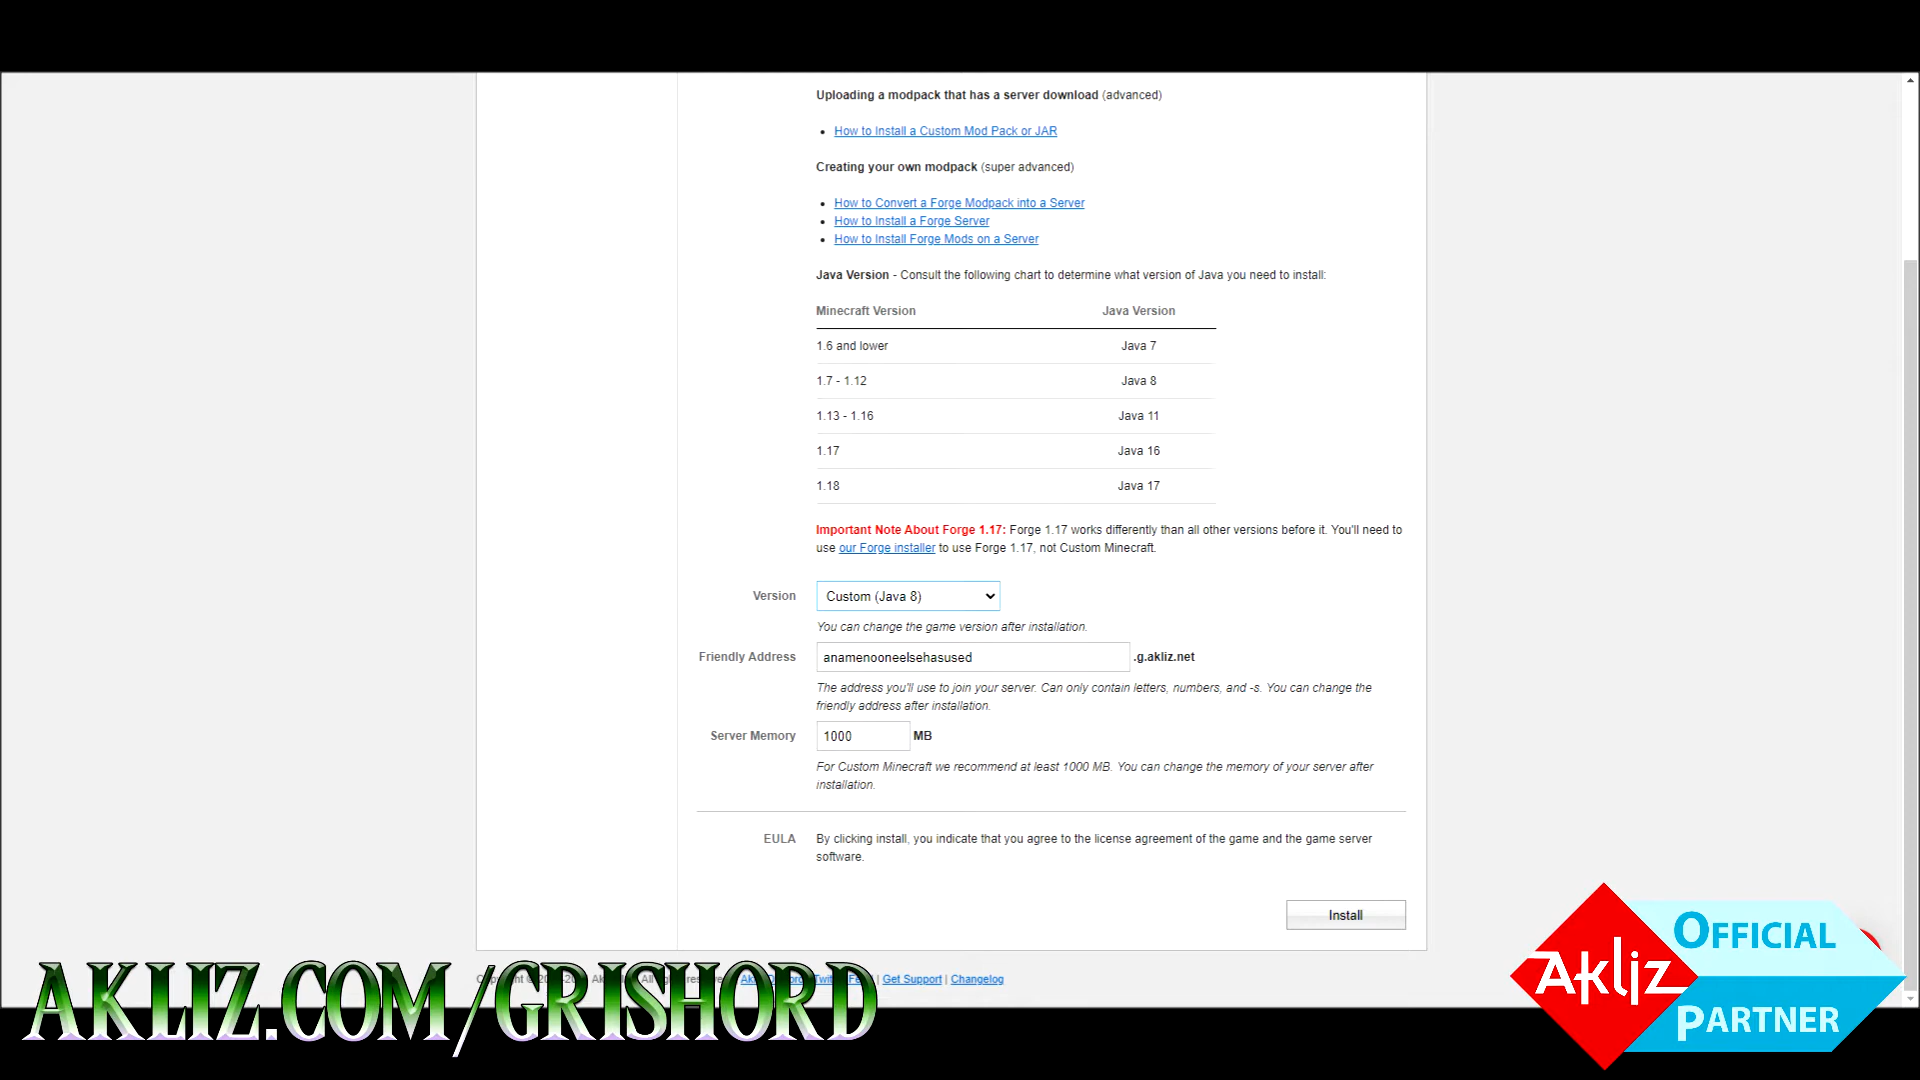 Uploading a modpack that has a server download (advanced)
• How to Install a Custom Mod Pack or JAR
Creating your own modpack (super advanced)
• How to Convert a Forge Modpack into a Server
• How to Install a Forge Server
• How to Install Forge Mods on a Server
Java Version - Consult the following chart to determine what version of Java you need to install:
Minecraft Version Java Version
1.6 and lower Java 7
1.7 - 1.12 Java 8
1.13 - 1.16 Java 11
1.17 Java 16
1.18 Java 17
Important Note About Forge 1.17: Forge 1.17 works differently than all other versions before it. You'll need to
use our Forge installer to use Forge 1.17, not Custom Minecraft.
Version Custom (Java 8)
You can change the game version after installation.
Friendly Address anamenooneelsehasused .g.akliz.net
The address you'll use to join your server. Can only contain letters, numbers, and -s. You can change the
friendly address after installation.
Server Memory 1000 MB
For Custom Minecraft we recommend at least 1000 MB. You can change the memory of your server after
installation.
EULA By clicking install, you indicate that you agree to the license agreement of the game and the game server
software.
Install
Get Support | Changelog
AKLIZ.COM/GRISHORD
Akliz
OFFICIAL
PARTNER